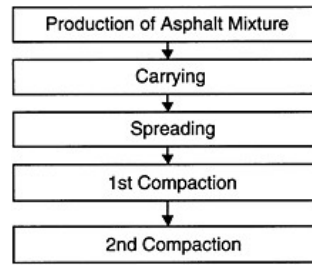 Production of Asphalt Mixture
Carrying
Spreading
1st Compaction
2nd Compaction